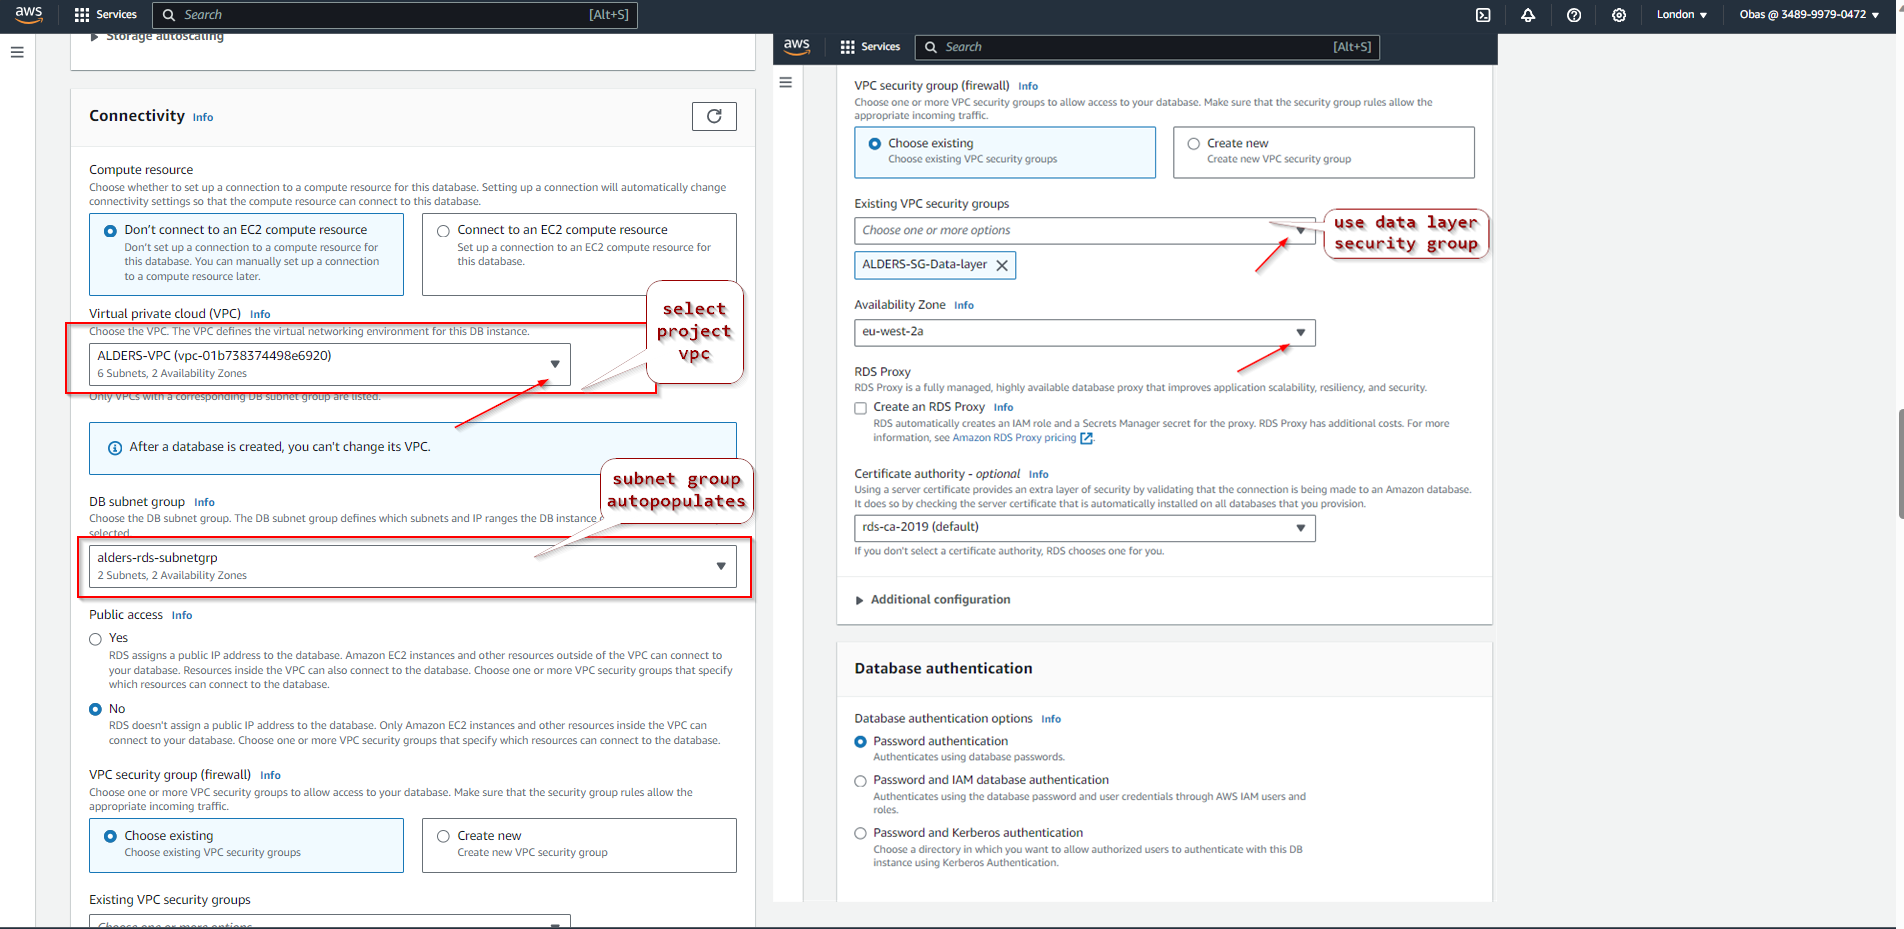 aws
Services
Search
[Alt+S]
London
Obas @ 3489-9979-0472
Storage autoscaling
Connectivity Info
Compute resource
Choose whether to set up a connection to a compute resource for this database. Setting up a connection will automatically change
connectivity settings so that the compute resource can connect to this database.
Don't connect to an EC2 compute resource
Don't set up a connection to a compute resource for
this database. You can manually set up a connection
to a compute resource later.
Connect to an EC2 compute resource
Set up a connection to an EC2 compute resource for
this database.
select
project
vpc
Virtual private cloud (VPC) Info
Choose the VPC. The VPC defines the virtual networking environment for this DB instance.
ALDERS-VPC (vpc-01b738374498e6920)
6 Subnets, 2 Availability Zones
Only VPCs with a corresponding DB subnet group are listed.
After a database is created, you can't change its VPC.
subnet group
autopopulates
DB subnet group Info
Choose the DB subnet group. The DB subnet group defines which subnets and IP ranges the DB instance
selected.
alders-rds-subnetgrp
2 Subnets, 2 Availability Zones
Public access Info
Yes
RDS assigns a public IP address to the database. Amazon EC2 instances and other resources outside of the VPC can connect to
your database. Resources inside the VPC can also connect to the database. Choose one or more VPC security groups that specify
which resources can connect to the database.
No
RDS doesn't assign a public IP address to the database. Only Amazon EC2 instances and other resources inside the VPC can
connect to your database. Choose one or more VPC security groups that specify which resources can connect to the database.
VPC security group (firewall) Info
Choose one or more VPC security groups to allow access to your database. Make sure that the security group rules allow the
appropriate incoming traffic.
Choose existing
Choose existing VPC security groups
Create new
Create new VPC security group
Existing VPC security groups
Choose one or more options
aws
Services
Search
[Alt+S]
VPC security group (firewall) Info
Choose one or more VPC security groups to allow access to your database. Make sure that the security group rules allow the
appropriate incoming traffic.
Choose existing
Choose existing VPC security groups
Create new
Create new VPC security group
Existing VPC security groups
Choose one or more options
use data layer
security group
ALDERS-SG-Data-layer
Availability Zone Info
eu-west-2a
RDS Proxy
RDS Proxy is a fully managed, highly available database proxy that improves application scalability, resiliency, and security.
Create an RDS Proxy Info
RDS automatically creates an IAM role and a Secrets Manager secret for the proxy. RDS Proxy has additional costs. For more
information, see Amazon RDS Proxy pricing.
Certificate authority - optional Info
Using a server certificate provides an extra layer of security by validating that the connection is being made to an Amazon database.
It does so by checking the server certificate that is automatically installed on all databases that you provision.
rds-ca-2019 (default)
If you don't select a certificate authority, RDS chooses one for you.
Additional configuration
Database authentication
Database authentication options Info
Password authentication
Authenticates using database passwords.
Password and IAM database authentication
Authenticates using the database password and user credentials through AWS IAM users and
roles.
Password and Kerberos authentication
Choose a directory in which you want to allow authorized users to authenticate with this DB
instance using Kerberos Authentication.